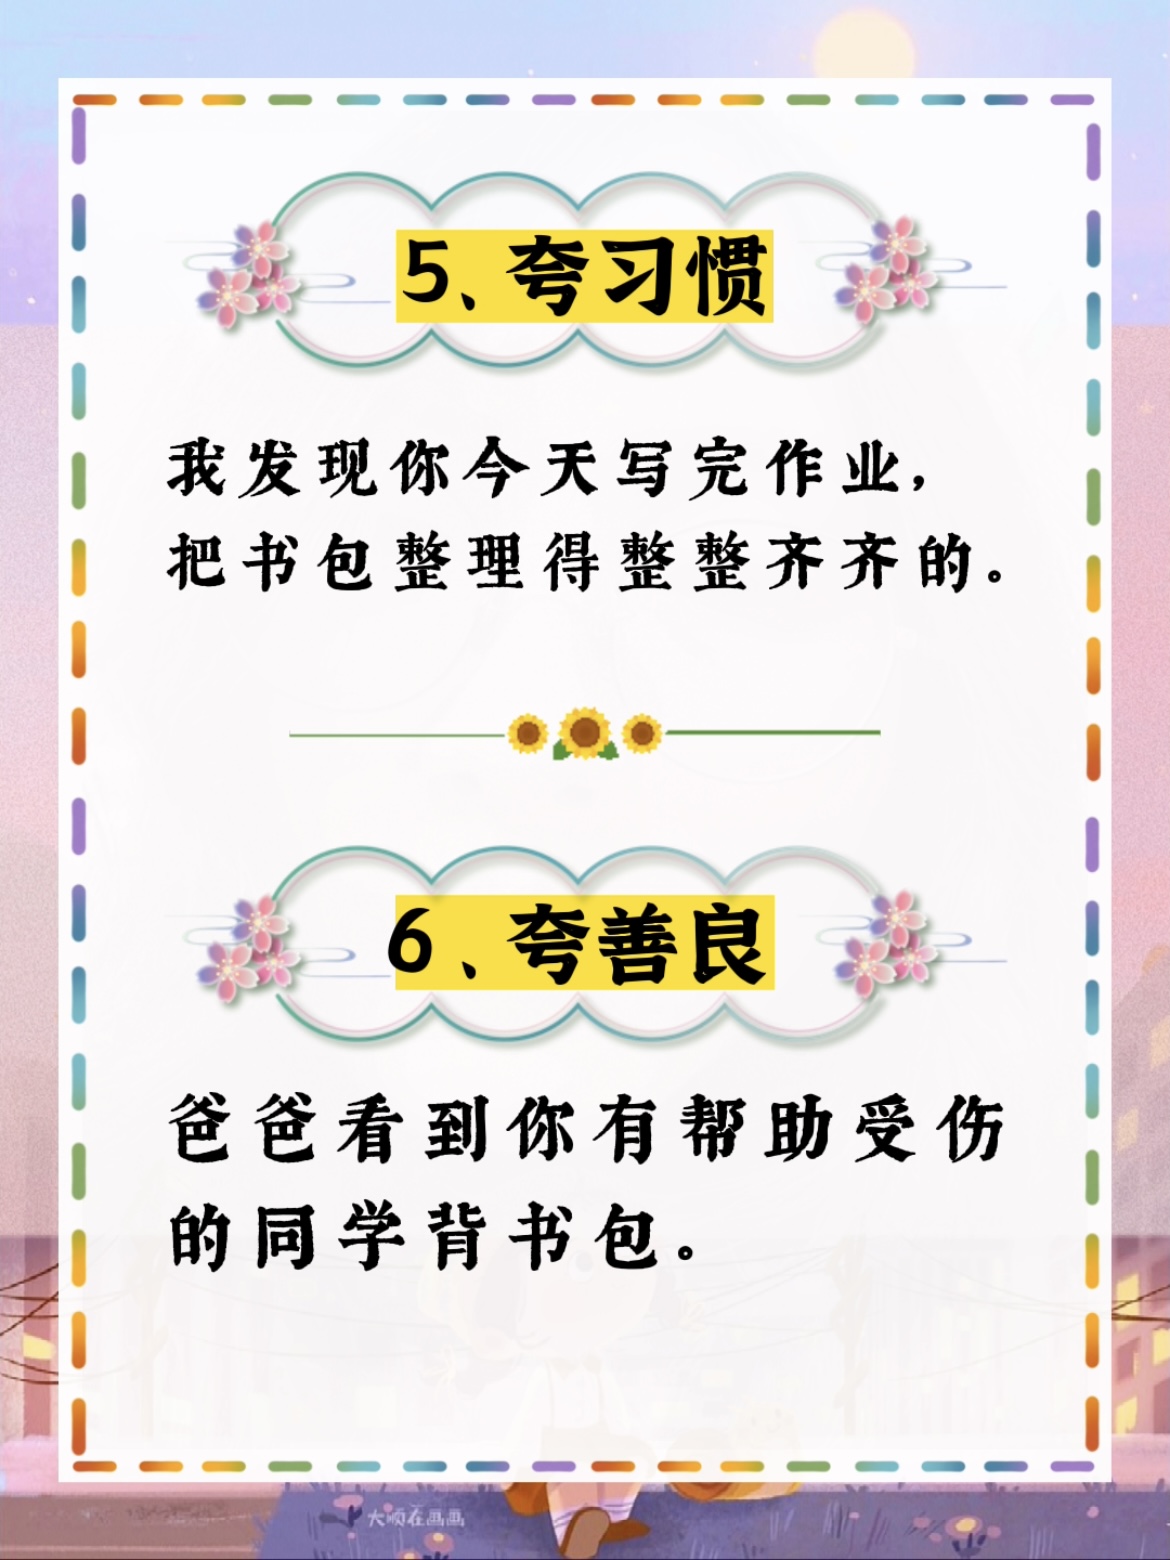 5、夸习惯
我发现你今天写完作业，
把书包整理得整整齐齐的。
6、夸善良
爸爸看到你有帮助受伤
的同学背书包。
大顺在画画